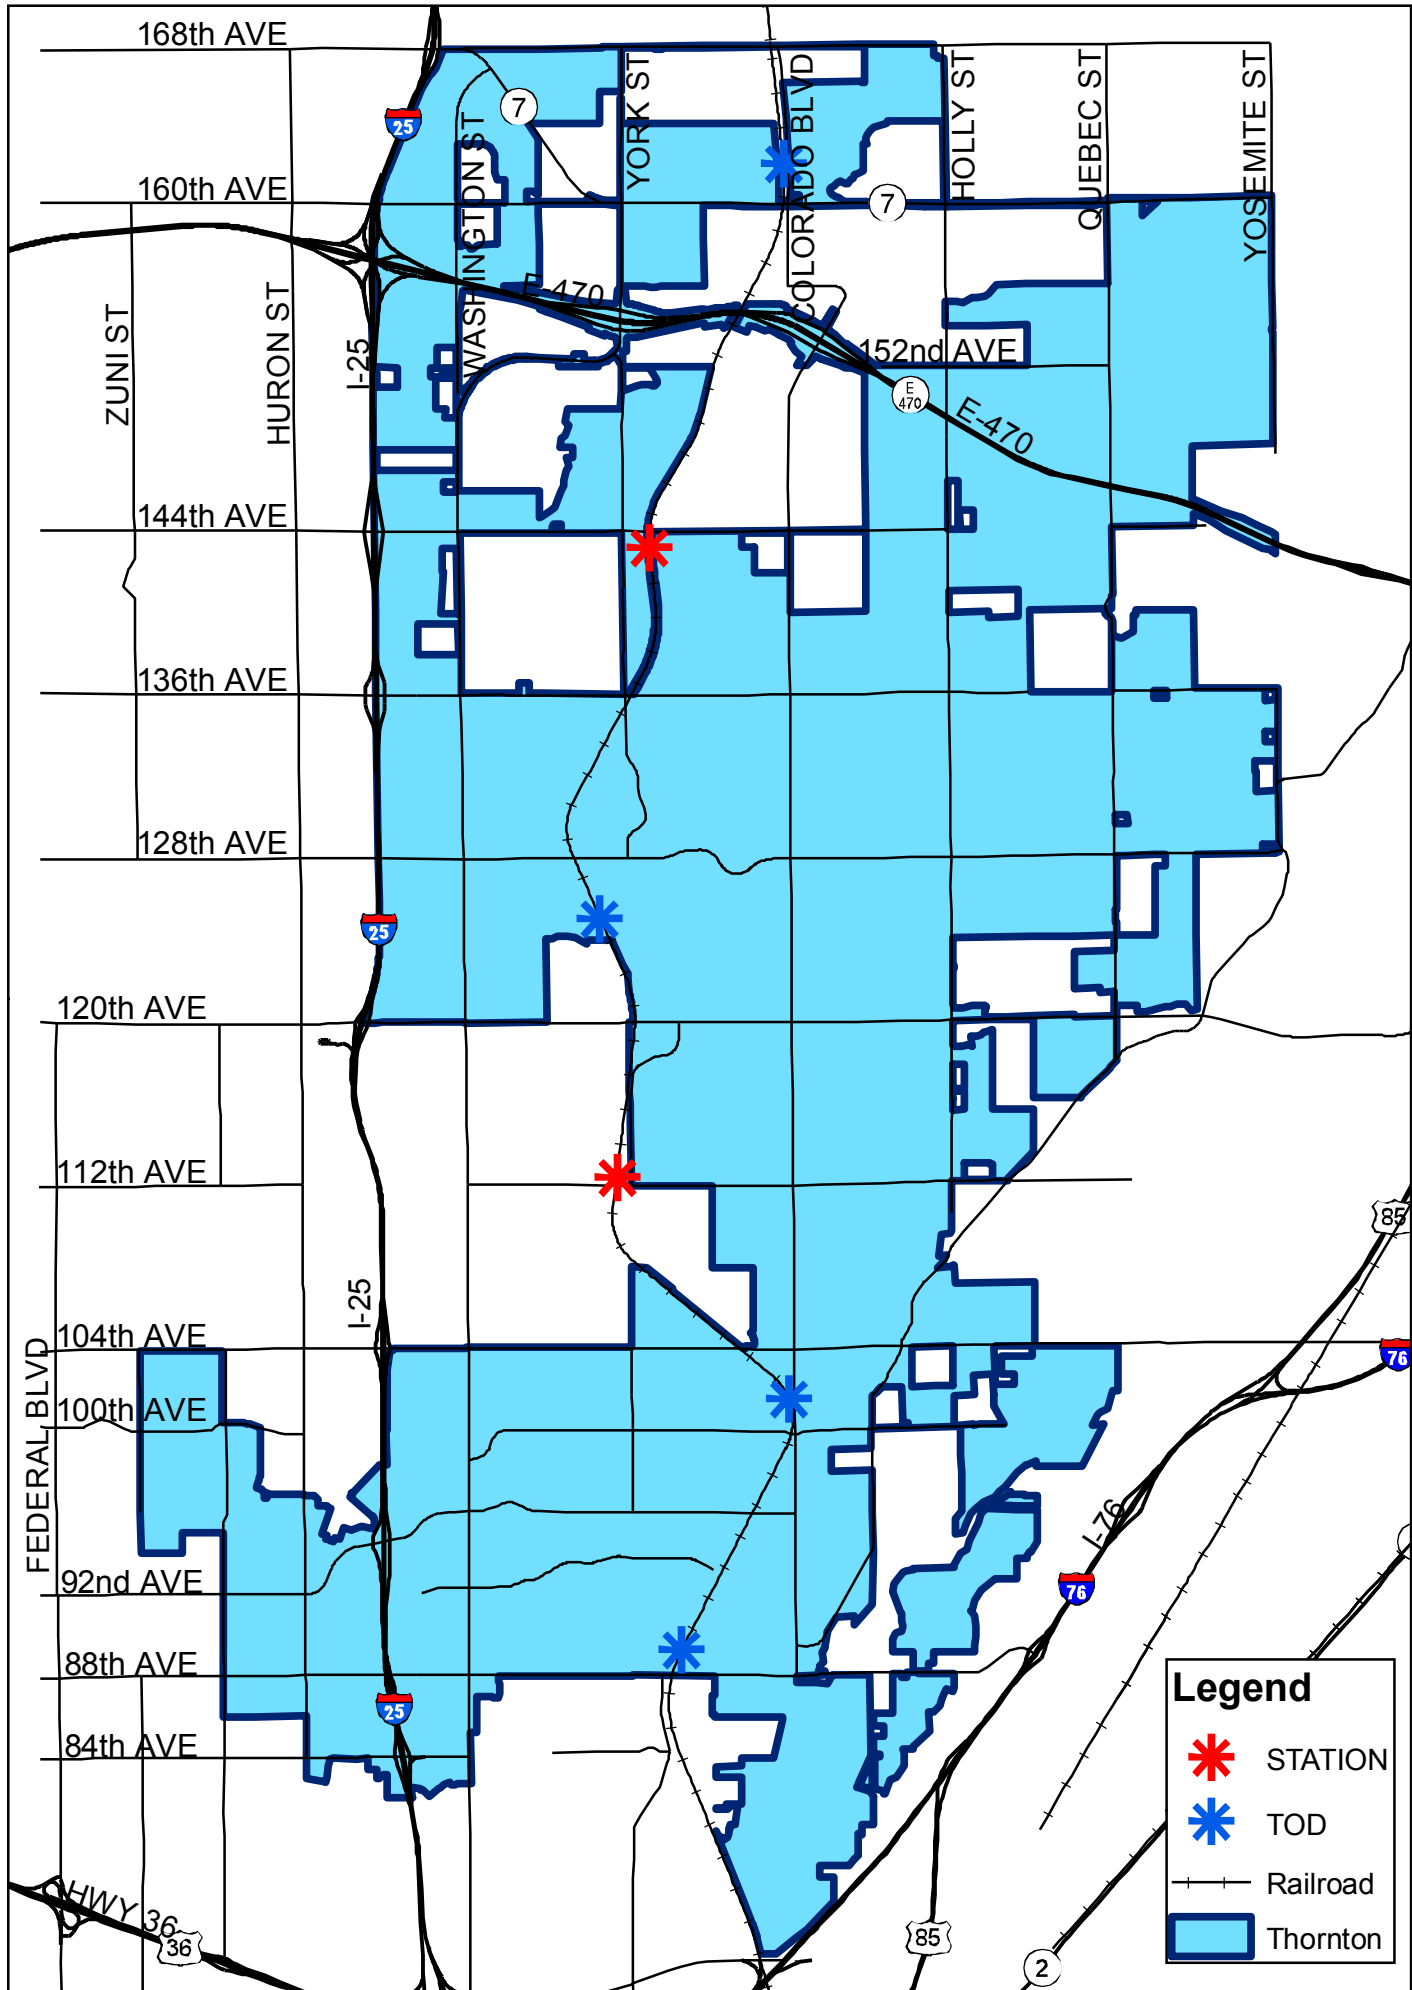 168th AVE
25
7
WASHINGTON ST
YORK ST
COLORADO BLVD
HOLLY ST
QUEBEC ST
YOSEMITE ST
160th AVE
7
E-470
ZUNI ST
HURON ST
I-25
152nd AVE
E
470
E-470
144th AVE
136th AVE
128th AVE
25
120th AVE
112th AVE
85
I-25
104th AVE
76
FEDERAL BLVD
100th AVE
I-76
92nd AVE
76
88th AVE
25
84th AVE
HWY 36
36
85
2
Legend
STATION
TOD
Railroad
Thornton